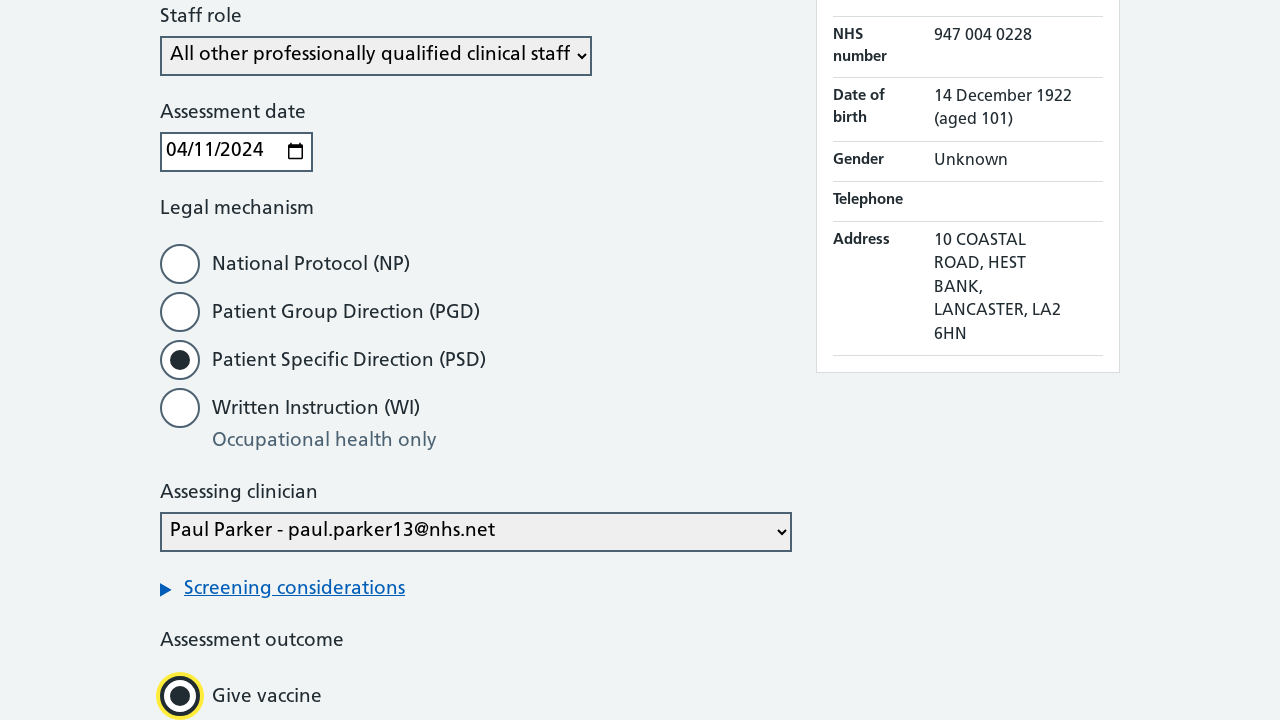 Staff role
All other professionally qualified clinical staff
Assessment date
04/11/2024
Legal mechanism
National Protocol (NP)
Patient Group Direction (PGD)
Patient Specific Direction (PSD)
Written Instruction (WI)
Occupational health only
Assessing clinician
Paul Parker - paul.parker13@nhs.net
Screening considerations
Assessment outcome
Give vaccine
NHS number
947 004 0228
Date of birth
14 December 1922
(aged 101)
Gender
Unknown
Telephone
Address
10 COASTAL
ROAD, HEST
BANK,
LANCASTER, LA2
6HN